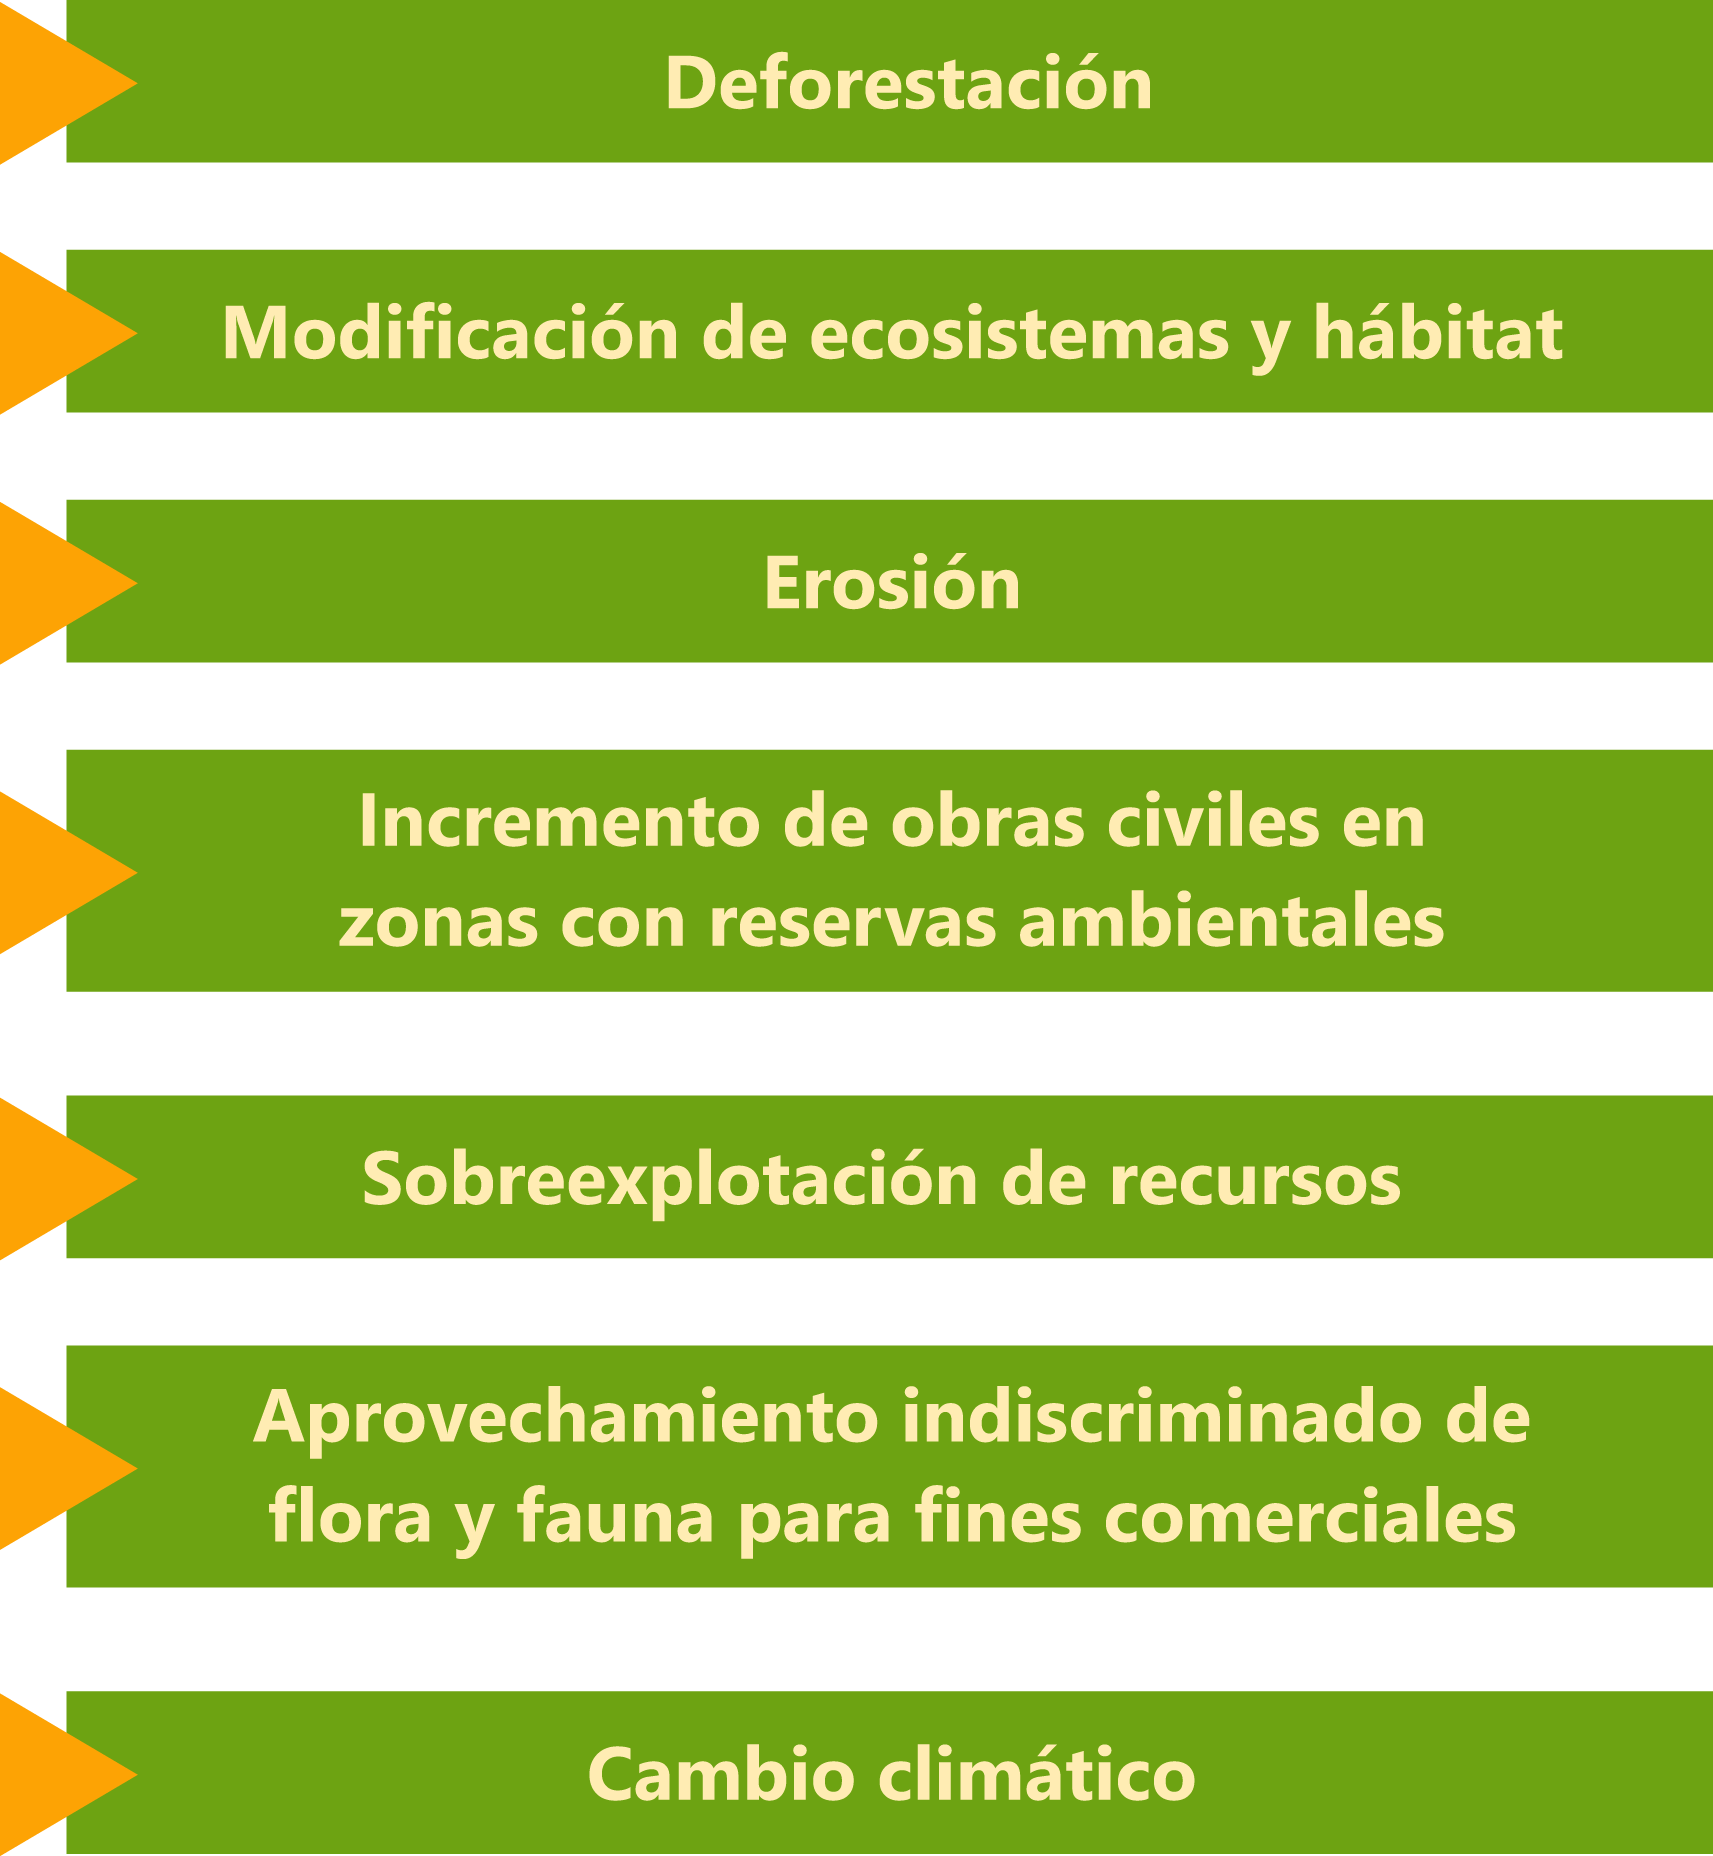 Deforestación
Modificación de ecosistemas y hábitat
Erosión
Incremento de obras civiles en
zonas con reservas ambientales
Sobreexplotación de recursos
Aprovechamiento indiscriminado de
flora y fauna para fines comerciales
Cambio climático